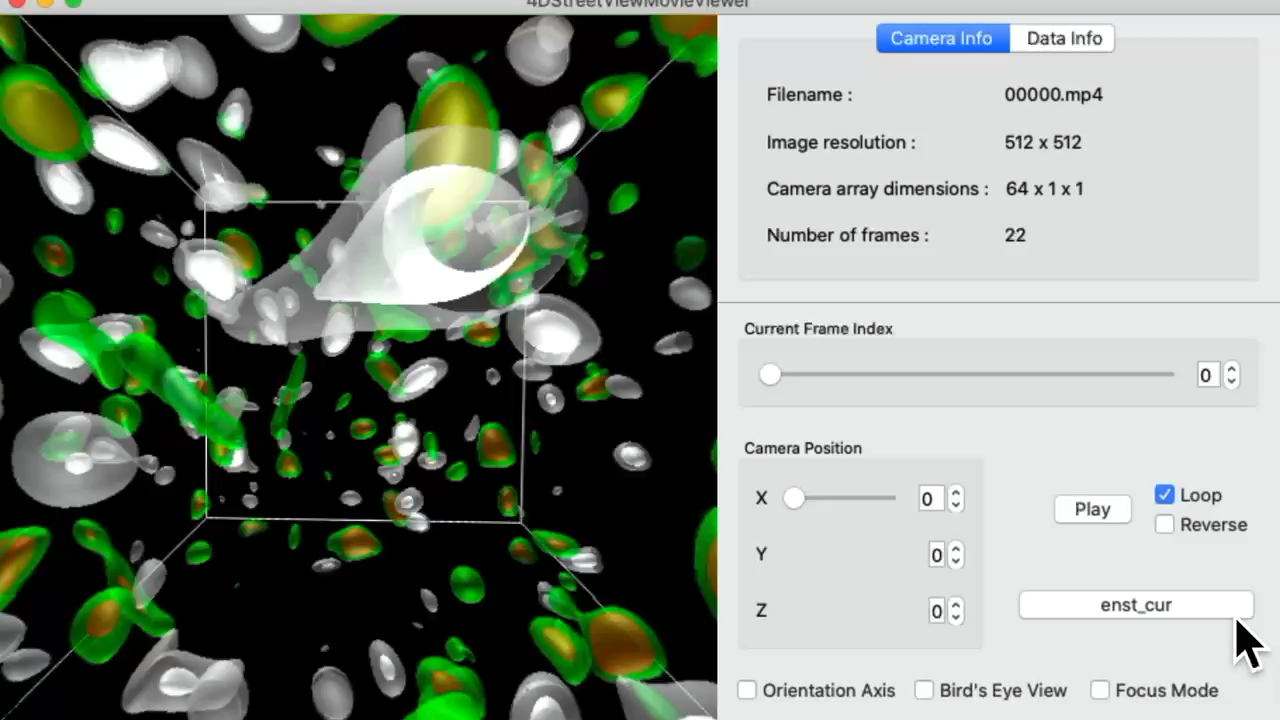 4DStreetViewMovieViewer
Camera Info
Data Info
Filename :
00000.mp4
Image resolution :
512 x 512
Camera array dimensions :
64 x 1 x 1
Number of frames :
22
Current Frame Index
0
Camera Position
X
0
Play
Loop
Reverse
Y
0
Z
0
enst_cur
Orientation Axis
Bird's Eye View
Focus Mode